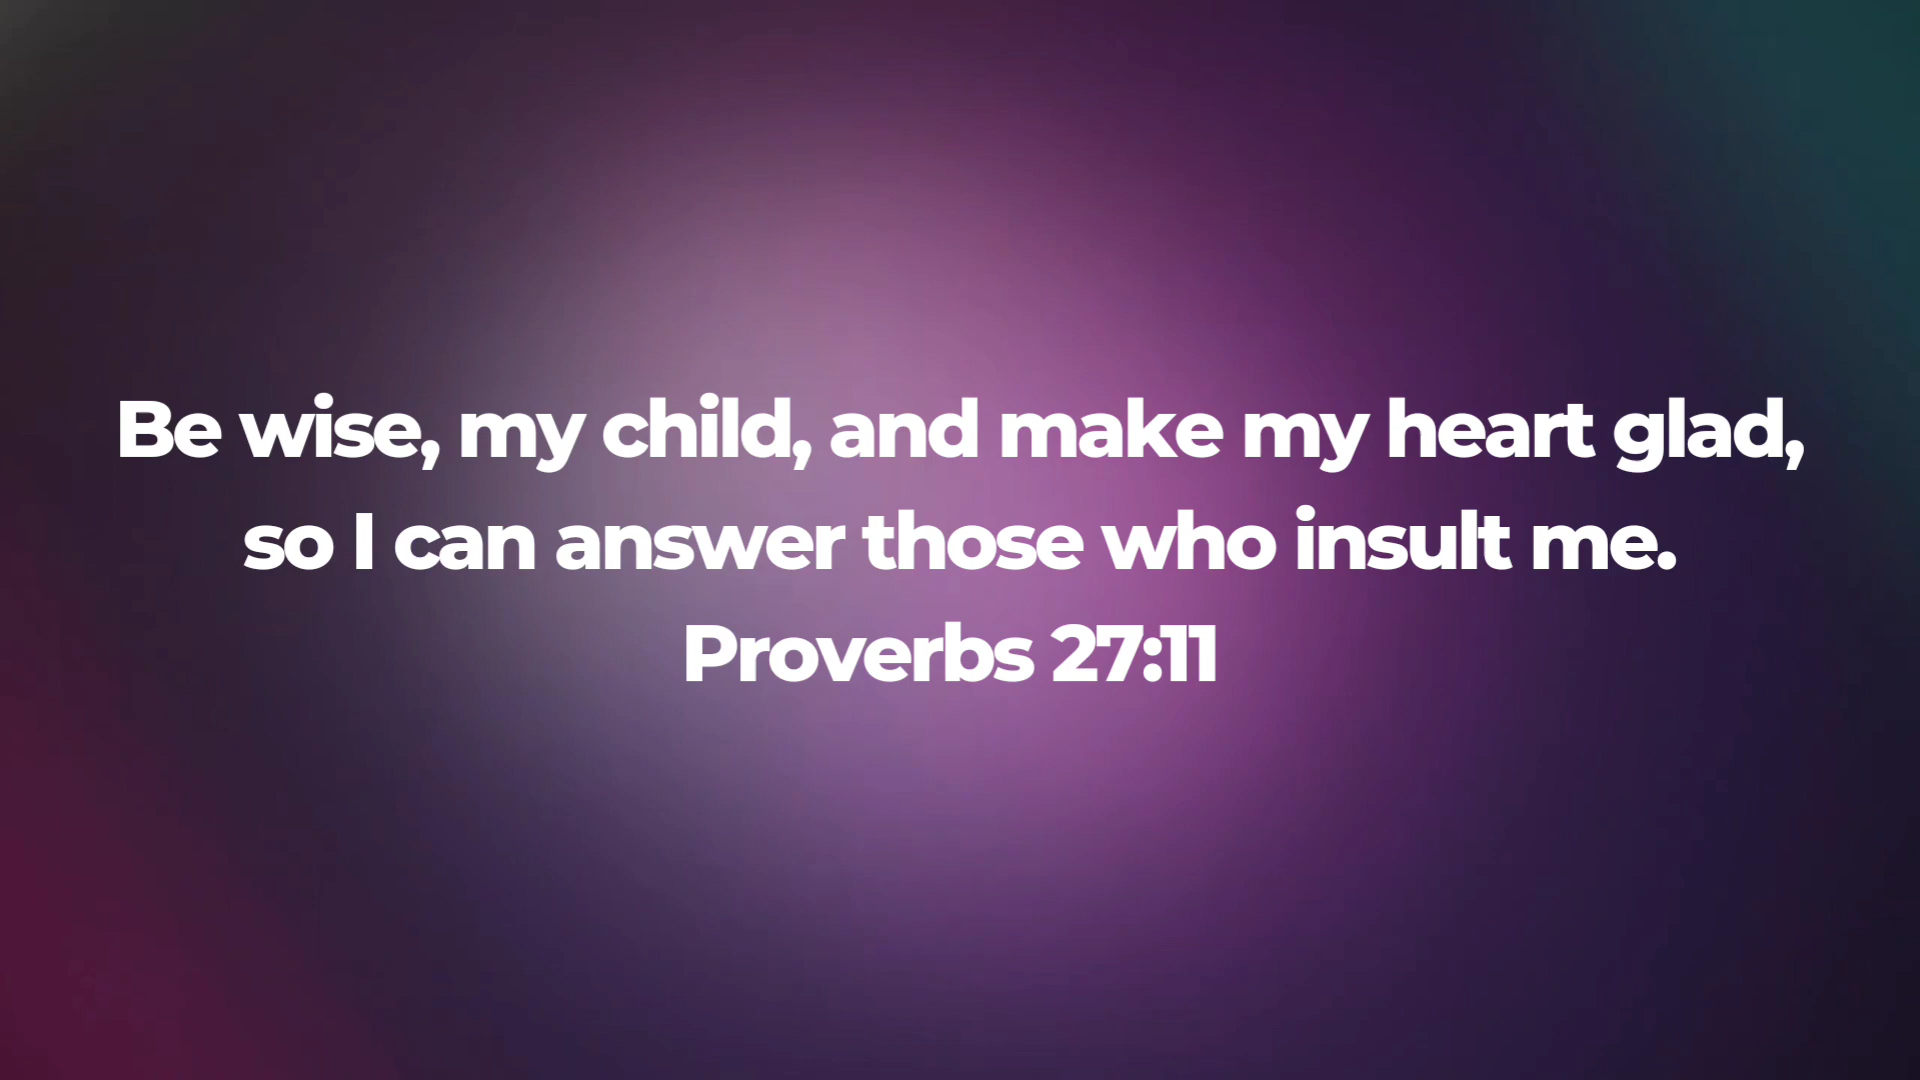 Be wise, my child, and make my heart glad,
so I can answer those who insult me.
Proverbs 27:11